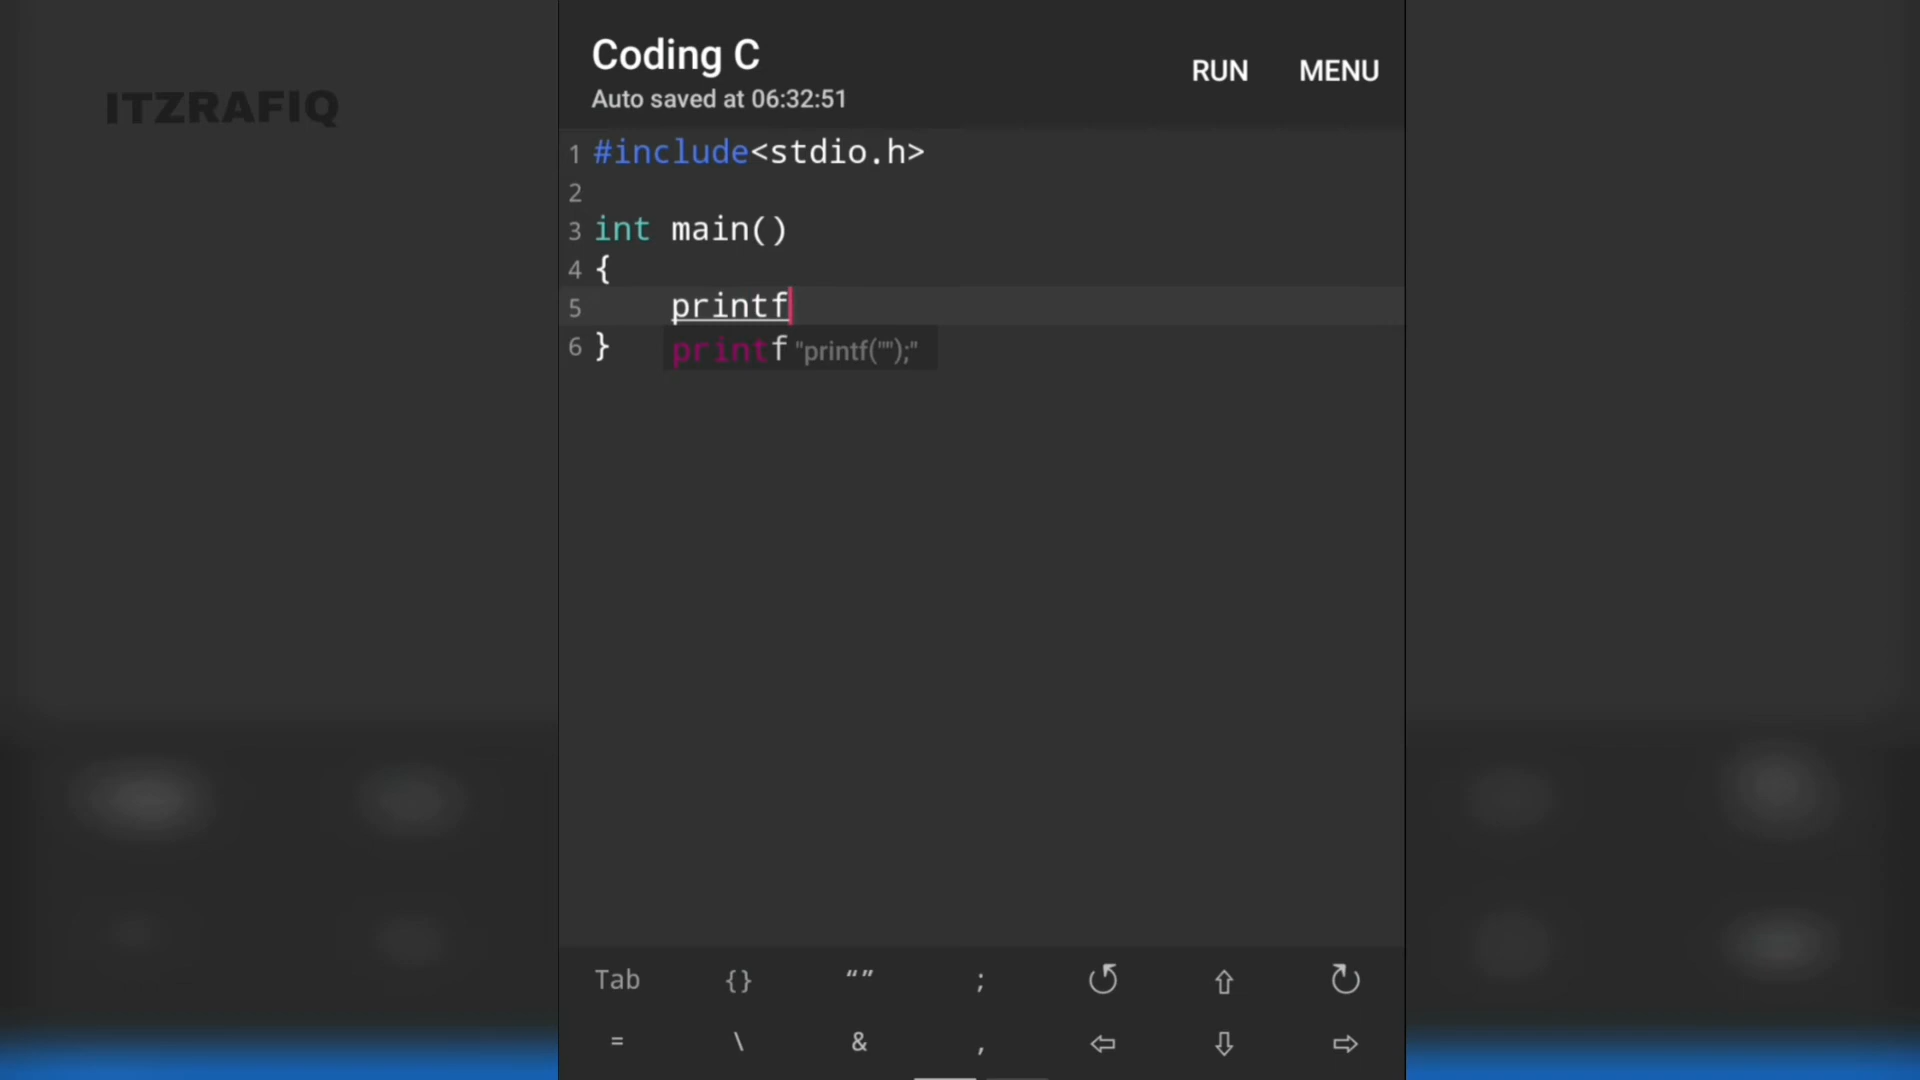 ITZRAFIQ
Coding C
Auto saved at 06:32:51
RUN MENU
1 #include<stdio.h>
2
3 int main()
4 {
5 printf
printf "printf("");"
6 }
Tab {} “” ;
= \ & ,